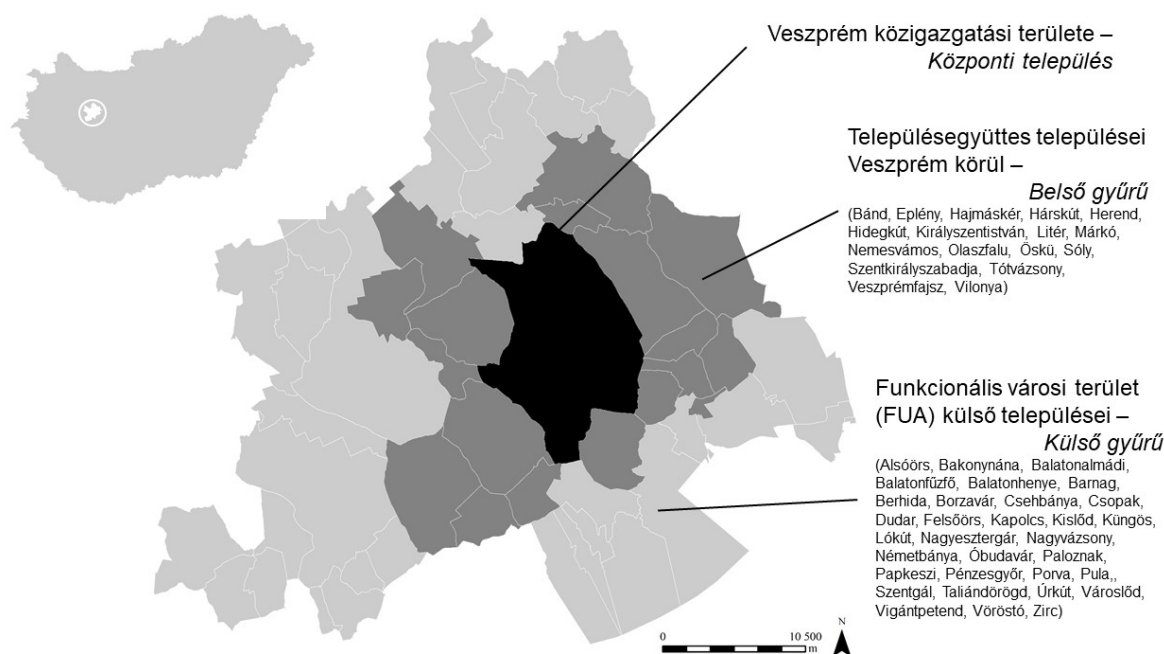 Veszprém közigazgatási területe –
Központi település
Településegyüttes települései
Veszprém körül –
Belső gyűrű
(Bánd, Eplény, Hajmáskér, Hárskút, Herend,
Hidegkút, Királyszentistván, Litér, Márkó,
Nemesvámos, Olaszfalu, Öskü, Sóly,
Szentkirályszabadja, Tótvázsony,
Veszprémfajsz, Vilonya)
Funkcionális városi terület
(FUA) külső települései –
Külső gyűrű
(Alsóörs, Bakonynána, Balatonalmádi,
Balatonfűzfő, Balatonhenye, Barnag,
Berhida, Borzavár, Csehbánya, Csopak,
Dudar, Felsőörs, Kapolcs, Kislőd, Küngös,
Lókút, Nagyesztergár, Nagyvázsony,
Németbánya, Óbudavár, Paloznak,
Papkeszi, Pénzesgyőr, Porva, Pula,,
Szentgál, Taliándörögd, Úrkút, Városlőd,
Vigántpetend, Vöröstó, Zirc)
0 10 500
m
N